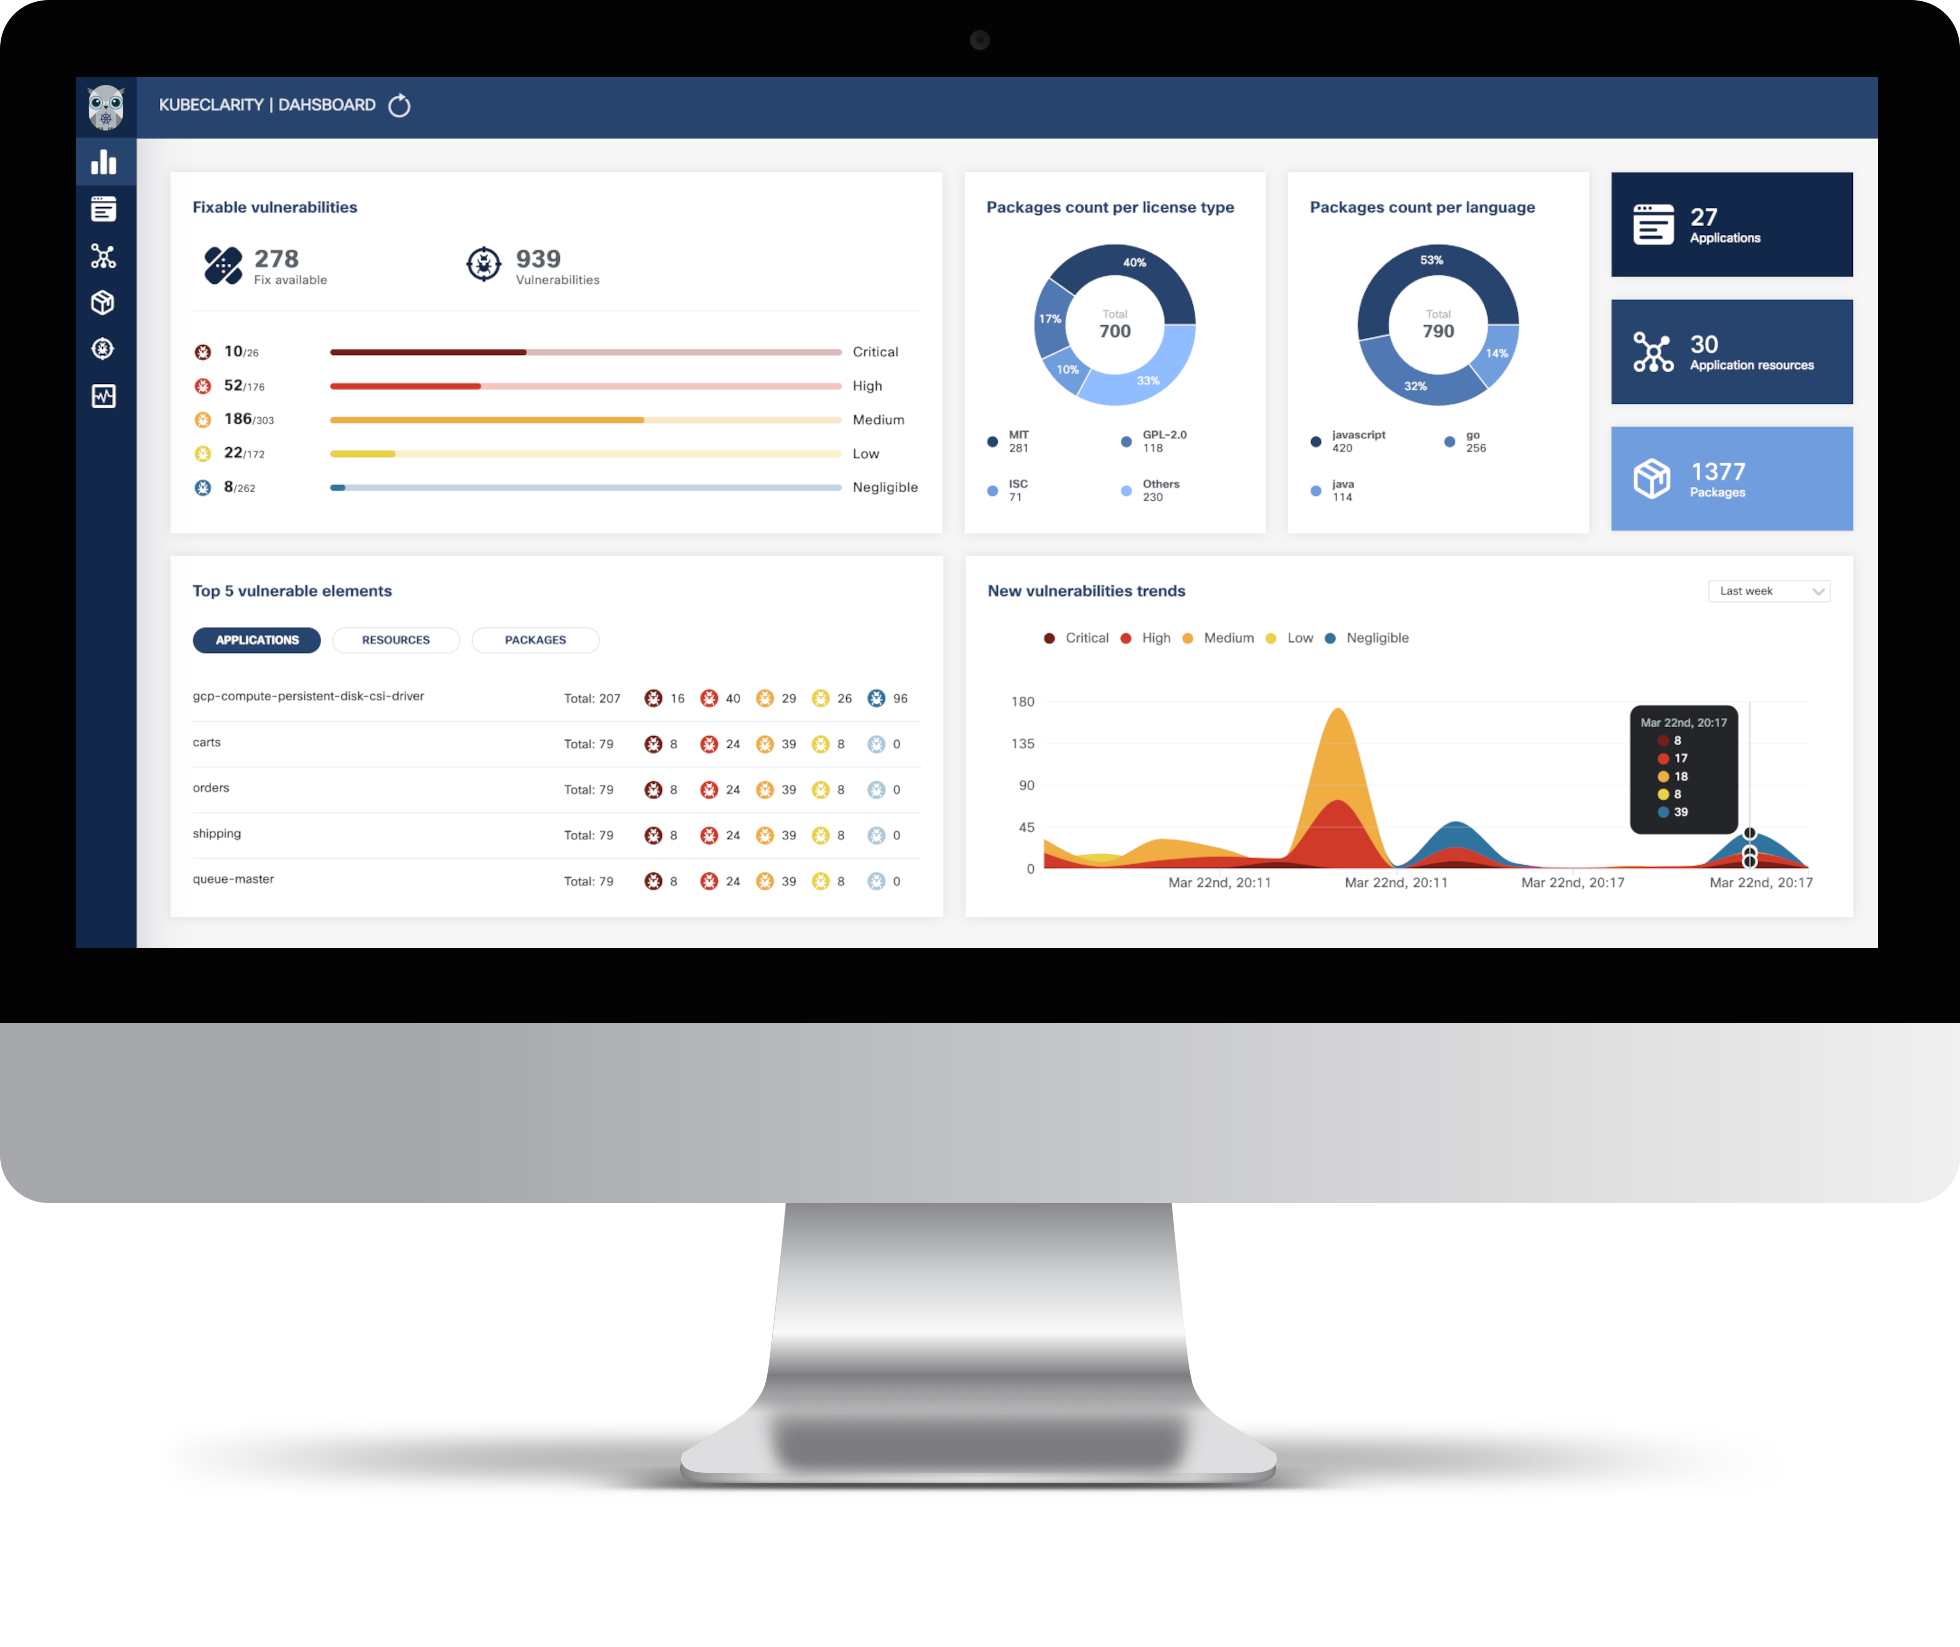 KUBECLARITY | DAHSBOARD
Fixable vulnerabilities
278
Fix available
939
Vulnerabilities
10/26 Critical
52/176 High
186/303 Medium
22/172 Low
8/262 Negligible
Packages count per license type
40%
17%
10%
33%
Total
700
MIT
281
GPL-2.0
118
ISC
71
Others
230
Packages count per language
53%
14%
32%
Total
790
javascript
420
go
256
java
114
27
Applications
30
Application resources
1377
Packages
Top 5 vulnerable elements
APPLICATIONS RESOURCES PACKAGES
gcp-compute-persistent-disk-csi-driver Total: 207 16 40 29 26 96
carts Total: 79 8 24 39 8 0
orders Total: 79 8 24 39 8 0
shipping Total: 79 8 24 39 8 0
queue-master Total: 79 8 24 39 8 0
New vulnerabilities trends
Last week
Critical High Medium Low Negligible
180
135
90
45
0
Mar 22nd, 20:17
8
17
18
8
39
Mar 22nd, 20:11 Mar 22nd, 20:11 Mar 22nd, 20:17 Mar 22nd, 20:17